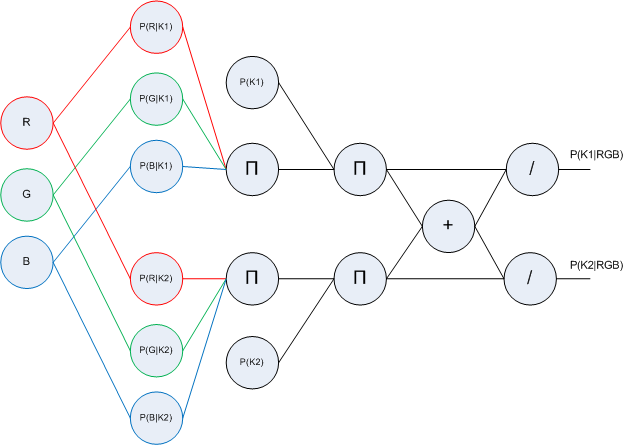 P(R|K1)
P(K1)
P(G|K1)
R
P(B|K1)
Π
Π
/
P(K1|RGB)
G
+
B
P(R|K2)
Π
Π
/
P(K2|RGB)
P(G|K2)
P(K2)
P(B|K2)